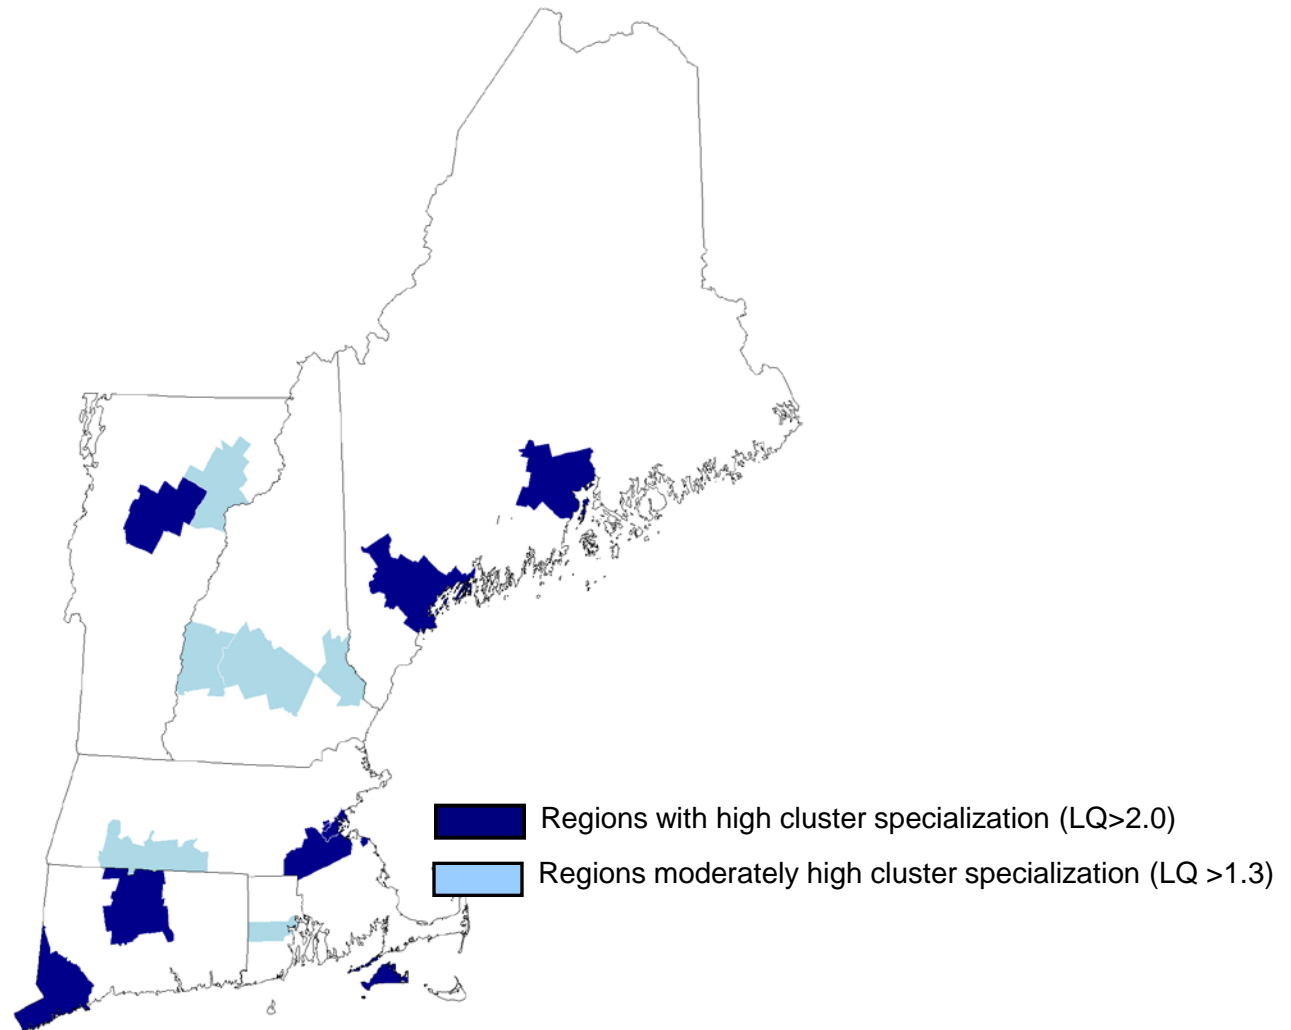 Regions with high cluster specialization (LQ>2.0)
Regions moderately high cluster specialization (LQ >1.3)